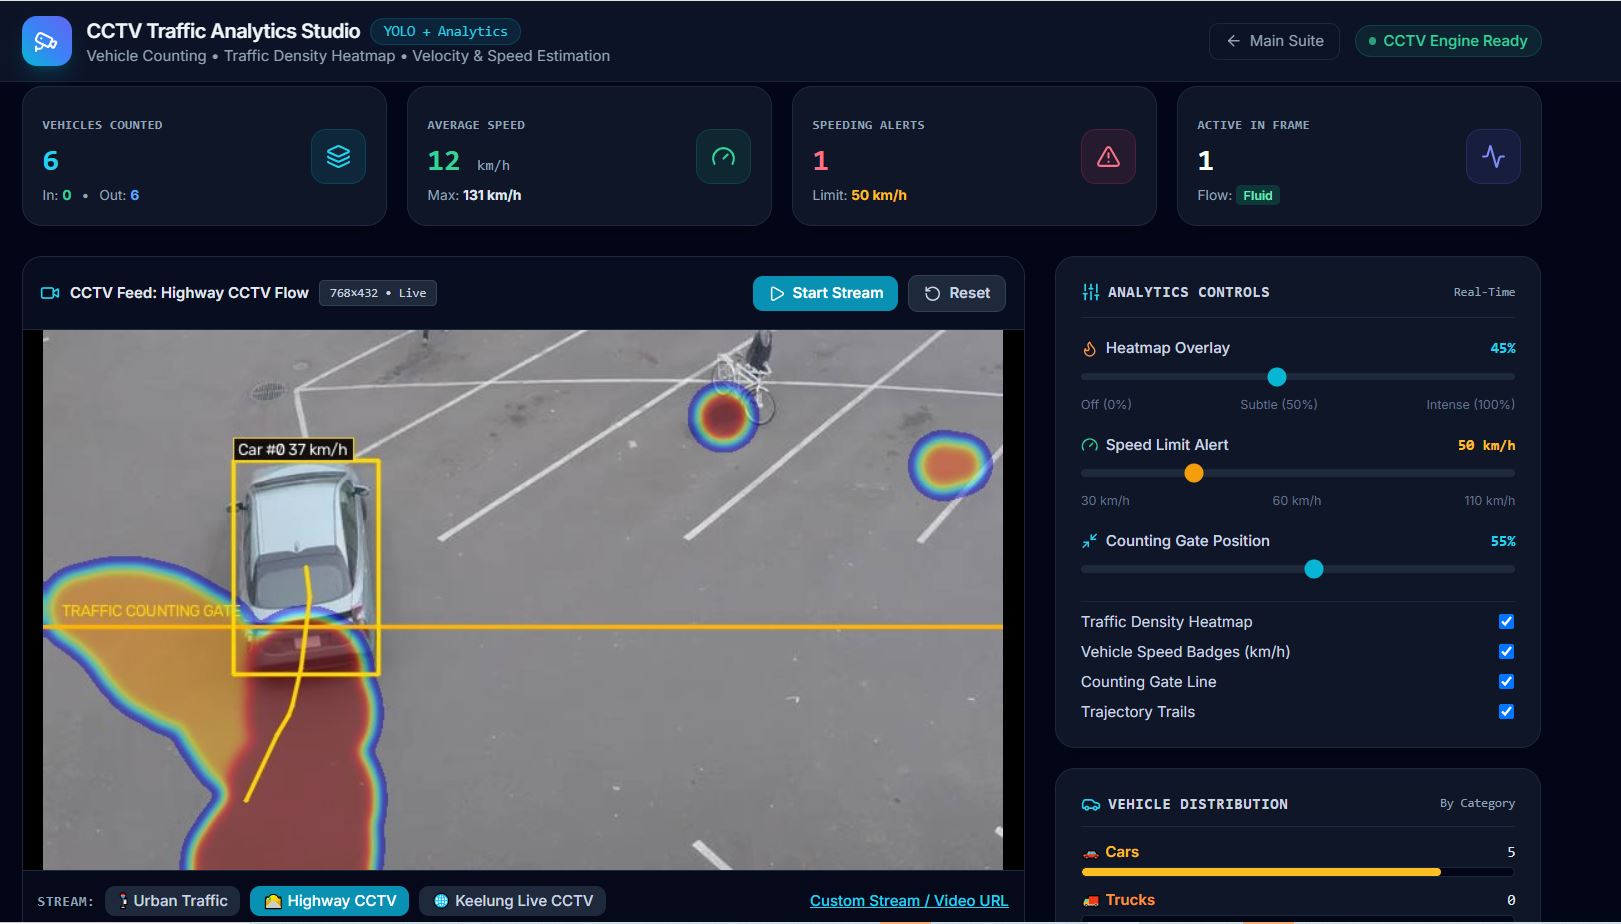 CCTV Traffic Analytics Studio YOLO + Analytics
Vehicle Counting • Traffic Density Heatmap • Velocity & Speed Estimation
Main Suite
CCTV Engine Ready
VEHICLES COUNTED
6
In: 0 • Out: 6
AVERAGE SPEED
12 km/h
Max: 131 km/h
SPEEDING ALERTS
1
Limit: 50 km/h
ACTIVE IN FRAME
1
Flow: Fluid
CCTV Feed: Highway CCTV Flow 768x432 • Live
Start Stream
Reset
Car #0 37 km/h
TRAFFIC COUNTING GATE
STREAM: Urban Traffic Highway CCTV Keelung Live CCTV Custom Stream / Video URL
ANALYTICS CONTROLS Real-Time
Heatmap Overlay 45%
Off (0%) Subtle (50%) Intense (100%)
Speed Limit Alert 50 km/h
30 km/h 60 km/h 110 km/h
Counting Gate Position 55%
Traffic Density Heatmap
Vehicle Speed Badges (km/h)
Counting Gate Line
Trajectory Trails
VEHICLE DISTRIBUTION By Category
Cars 5
Trucks 0